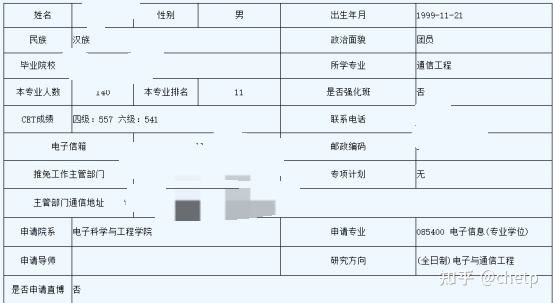 姓名 性别 男 出生年月 1999-11-21
民族 汉族 政治面貌 团员
毕业院校 所学专业 通信工程
本专业人数 140 本专业排名 11 是否强化班 否
CET成绩 四级：557 六级：541 联系电话
电子信箱 邮政编码
推免工作主管部门 专项计划 无
主管部门通信地址
申请院系 电子科学与工程学院 申请专业 085400 电子信息(专业学位)
申请导师 研究方向 (全日制)电子与通信工程
是否申请直博 否
知乎 @chetp